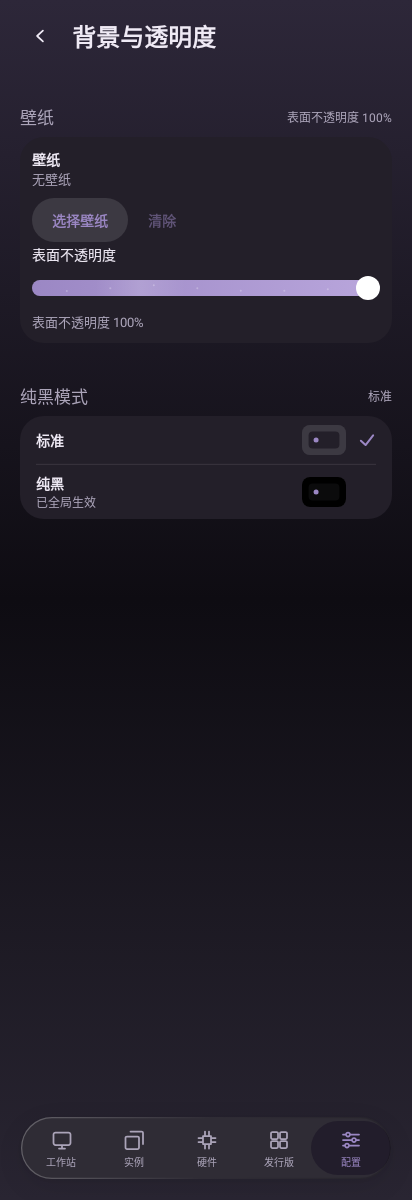 背景与透明度
壁纸
表面不透明度 100%
壁纸
无壁纸
选择壁纸
清除
表面不透明度
表面不透明度 100%
纯黑模式
标准
标准
纯黑
已全局生效
工作站
实例
硬件
发行版
配置